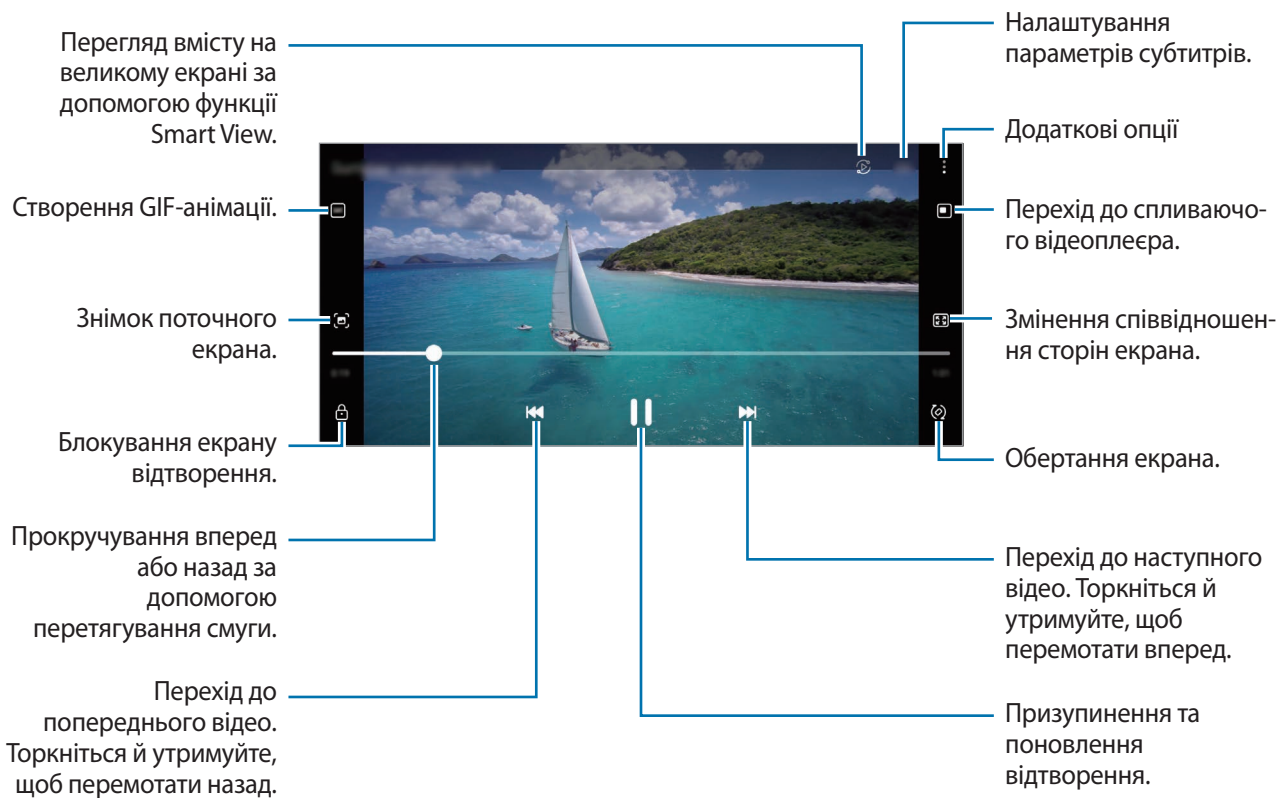 Перегляд вмісту на
великому екрані за
допомогою функції
Smart View.
Створення GIF-анімації.
Знімок поточного
екрана.
Блокування екрану
відтворення.
Прокручування вперед
або назад за
допомогою
перетягування смуги.
Перехід до
попереднього відео.
Торкніться й утримуйте,
щоб перемотати назад.
Налаштування
параметрів субтитрів.
Додаткові опції
Перехід до спливаючо-
го відеоплеєра.
Змінення співвідношен-
ня сторін екрана.
Обертання екрана.
Перехід до наступного
відео. Торкніться й
утримуйте, щоб
перемотати вперед.
Призупинення та
поновлення
відтворення.